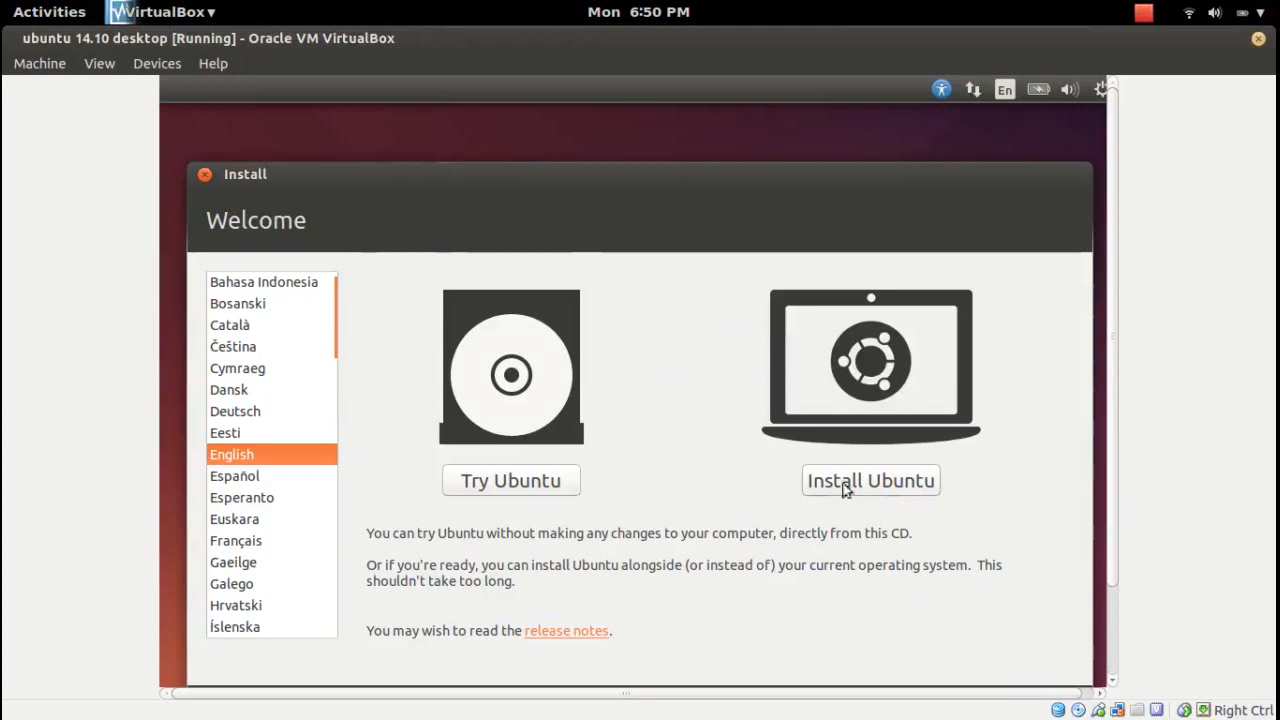 Activities VirtualBox ▾ Mon 6:50 PM
ubuntu 14.10 desktop [Running] - Oracle VM VirtualBox
Machine View Devices Help
En
Install
Welcome
Bahasa Indonesia
Bosanski
Català
Čeština
Cymraeg
Dansk
Deutsch
Eesti
English
Español
Esperanto
Euskara
Français
Gaeilge
Galego
Hrvatski
Íslenska
Try Ubuntu
Install Ubuntu
You can try Ubuntu without making any changes to your computer, directly from this CD.
Or if you're ready, you can install Ubuntu alongside (or instead of) your current operating system. This
shouldn't take too long.
You may wish to read the release notes.
Right Ctrl